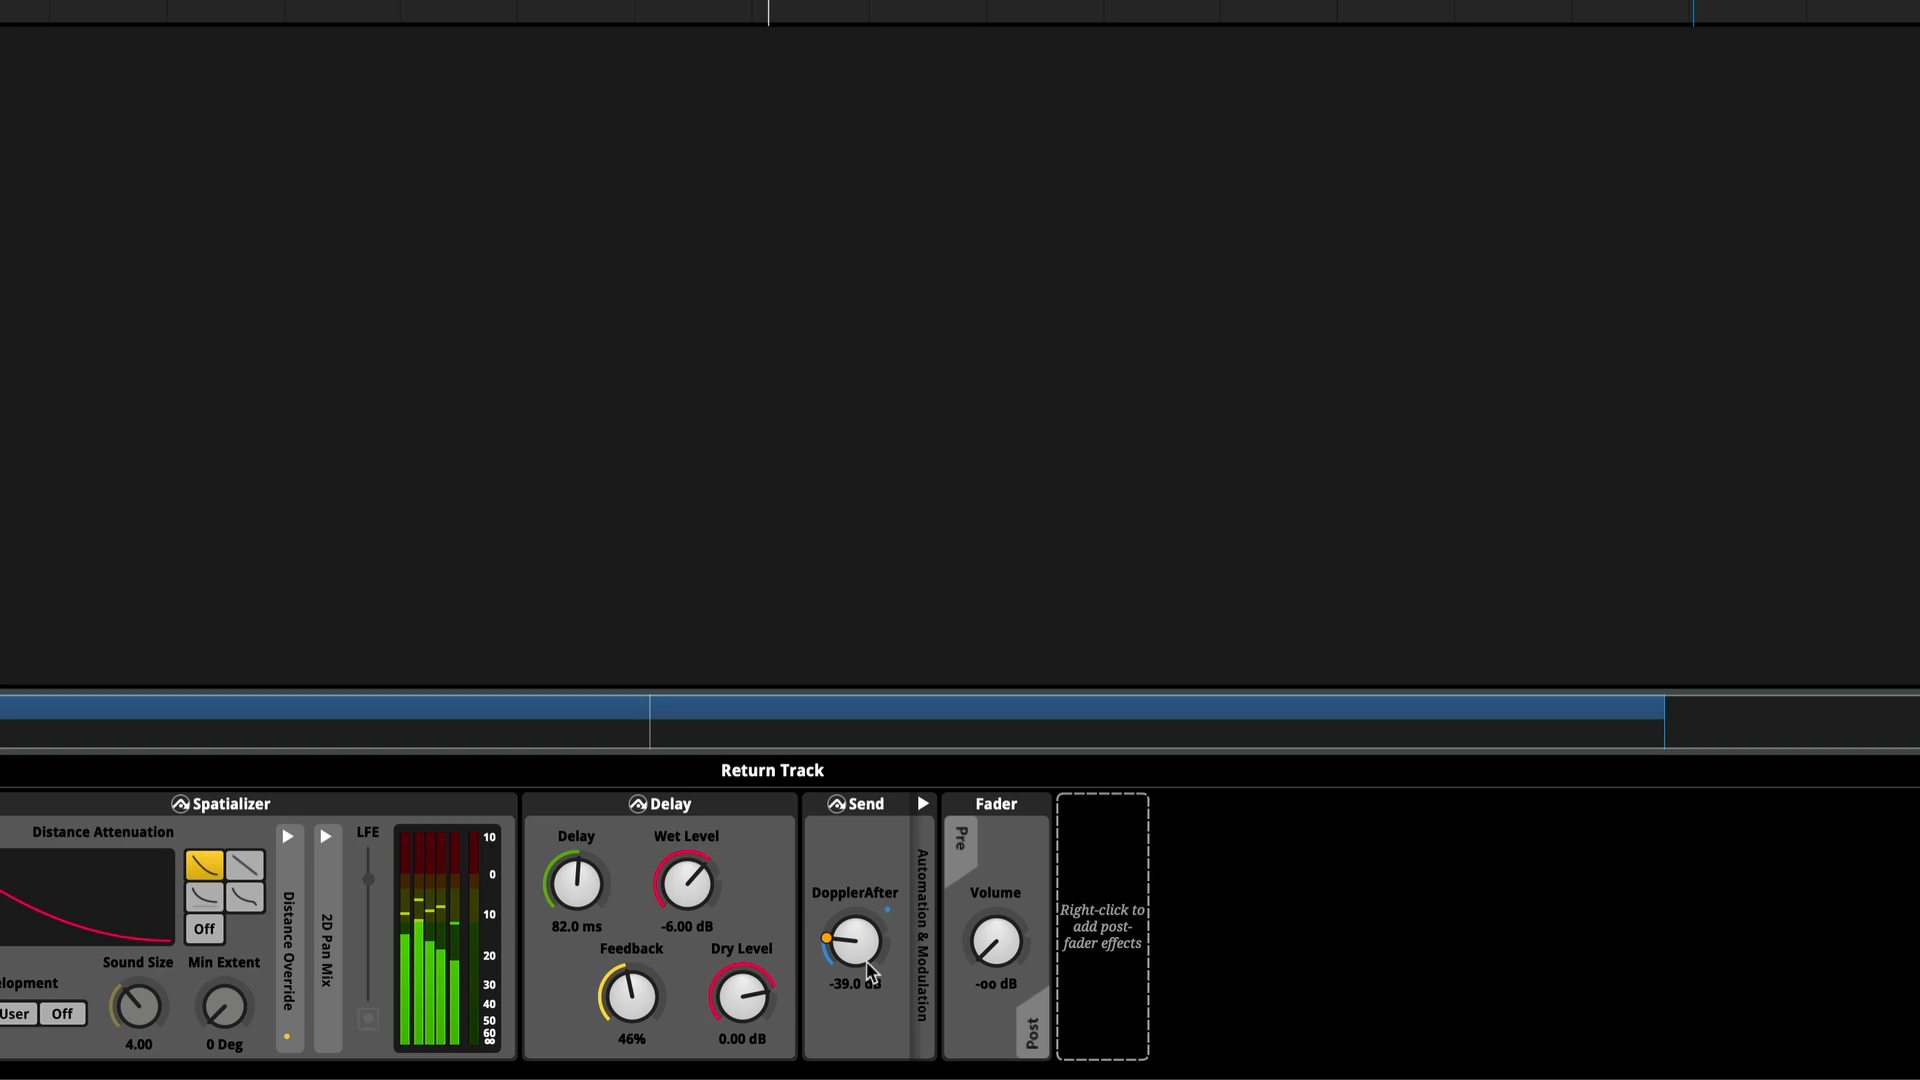 Return Track
Spatializer
Distance Attenuation
Off
elopment
User
Off
Sound Size
4.00
Min Extent
0 Deg
Distance Override
2D Pan Mix
LFE
10
0
10
20
30
40
50
60
Delay
Delay
82.0 ms
Wet Level
-6.00 dB
Feedback
46%
Dry Level
0.00 dB
Send
DopplerAfter
-39.0 dB
Automation & Modulation
Fader
Pre
Volume
-oo dB
Post
Right-click to
add post-
fader effects